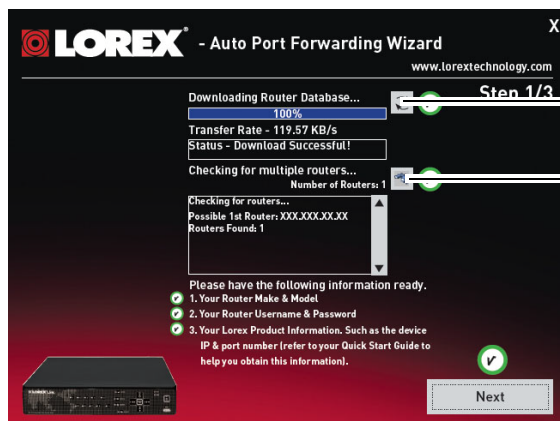 X
LOREX® - Auto Port Forwarding Wizard
www.lorextechnology.com
Step 1/3
Downloading Router Database...
100%
Transfer Rate - 119.57 KB/s
Status - Download Successful!
Checking for multiple routers...
Number of Routers: 1
Checking for routers...
Possible 1st Router: XXX.XXX.XX.XX
Routers Found: 1
Please have the following information ready.
1. Your Router Make & Model
2. Your Router Username & Password
3. Your Lorex Product Information. Such as the device
IP & port number (refer to your Quick Start Guide to
help you obtain this information).
LOREX
Next